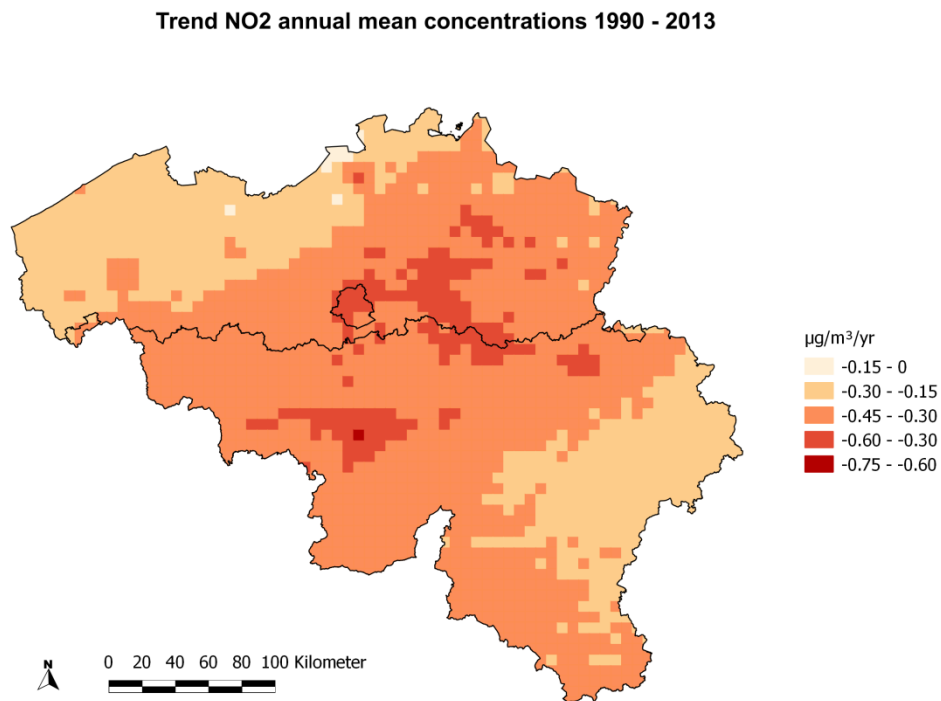 Trend NO2 annual mean concentrations 1990 - 2013
µg/m³/yr
-0.15 - 0
-0.30 - -0.15
-0.45 - -0.30
-0.60 - -0.30
-0.75 - -0.60
N
0 20 40 60 80 100 Kilometer